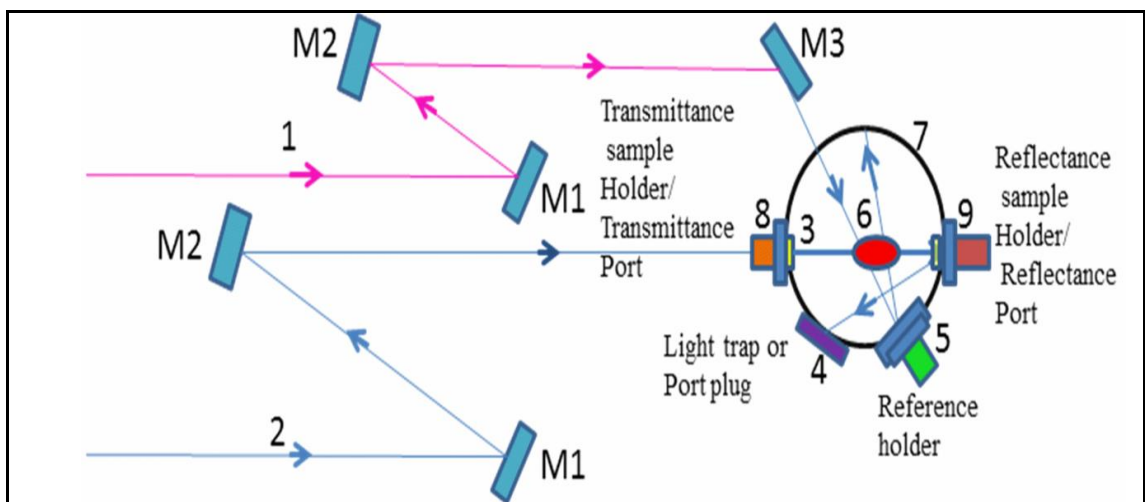 M2
M3
1
M1
Transmittance
sample
Holder/
Transmittance
Port
7
Reflectance
sample
Holder/
Reflectance
Port
M2
8
3
6
9
Light trap or
Port plug
4
5
Reference
holder
2
M1